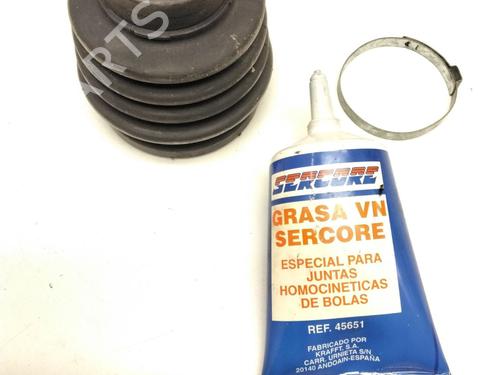 PARTS
SERCORE
GRASA VN
SERCORE
ESPECIAL PARA
JUNTAS
HOMOCINETICAS
DE BOLAS
REF. 45651
FABRICADO POR
KRAFFT. S.A.
CARR. URNIETA S/N
20140 ANDOAIN-ESPAÑA